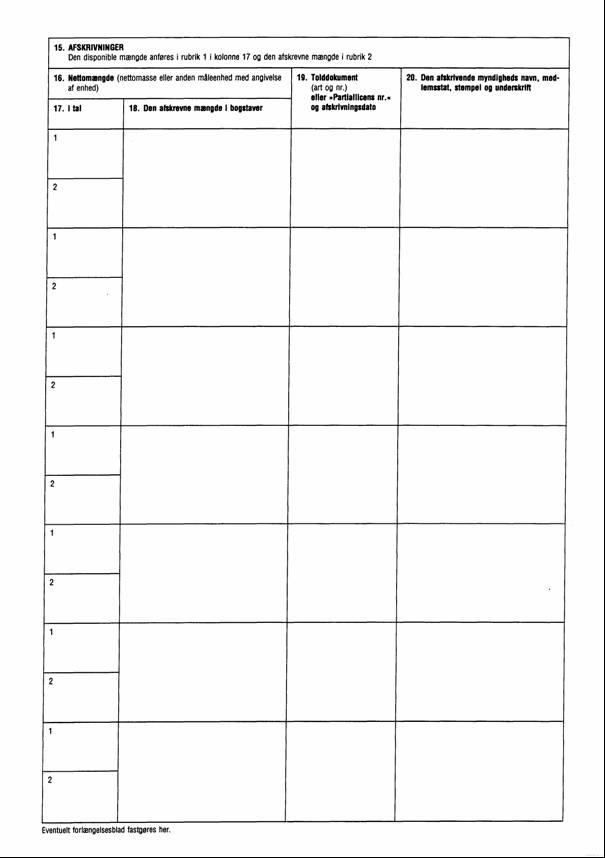 15. AFSKRIVNINGER
Den disponible mængde anføres i rubrik 1 i kolonne 17 og den afskrevne mængde i rubrik 2
16. Nettomængde (nettomasse eller anden måleenhed med angivelse
af enhed)
17. I tal
18. Den afskrevne mængde i bogstaver
19. Tolddokument
(art og nr.)
eller »Partiallicens nr.«
og afskrivningsdato
20. Den afskrivende myndigheds navn, med-
lemsstat, stempel og underskrift
1
2
1
2
1
2
1
2
1
2
1
2
1
2
Eventuelt forlængelsesblad fastgøres her.